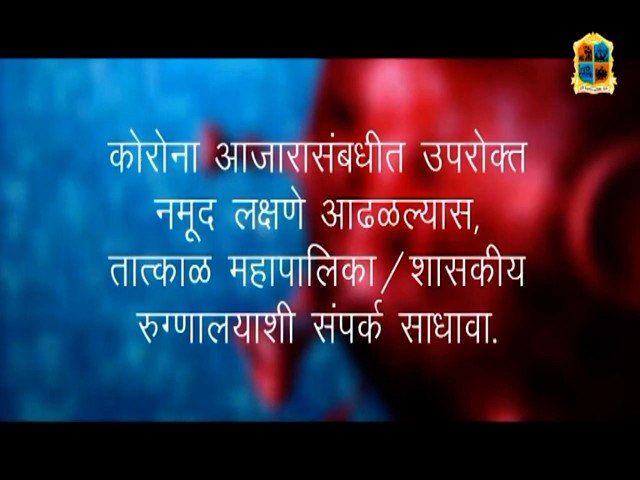 कोरोना आजारासंबधीत उपरोक्त
नमूद लक्षणे आढळल्यास,
तात्काळ महापालिका/शासकीय
रुग्णालयाशी संपर्क साधावा.